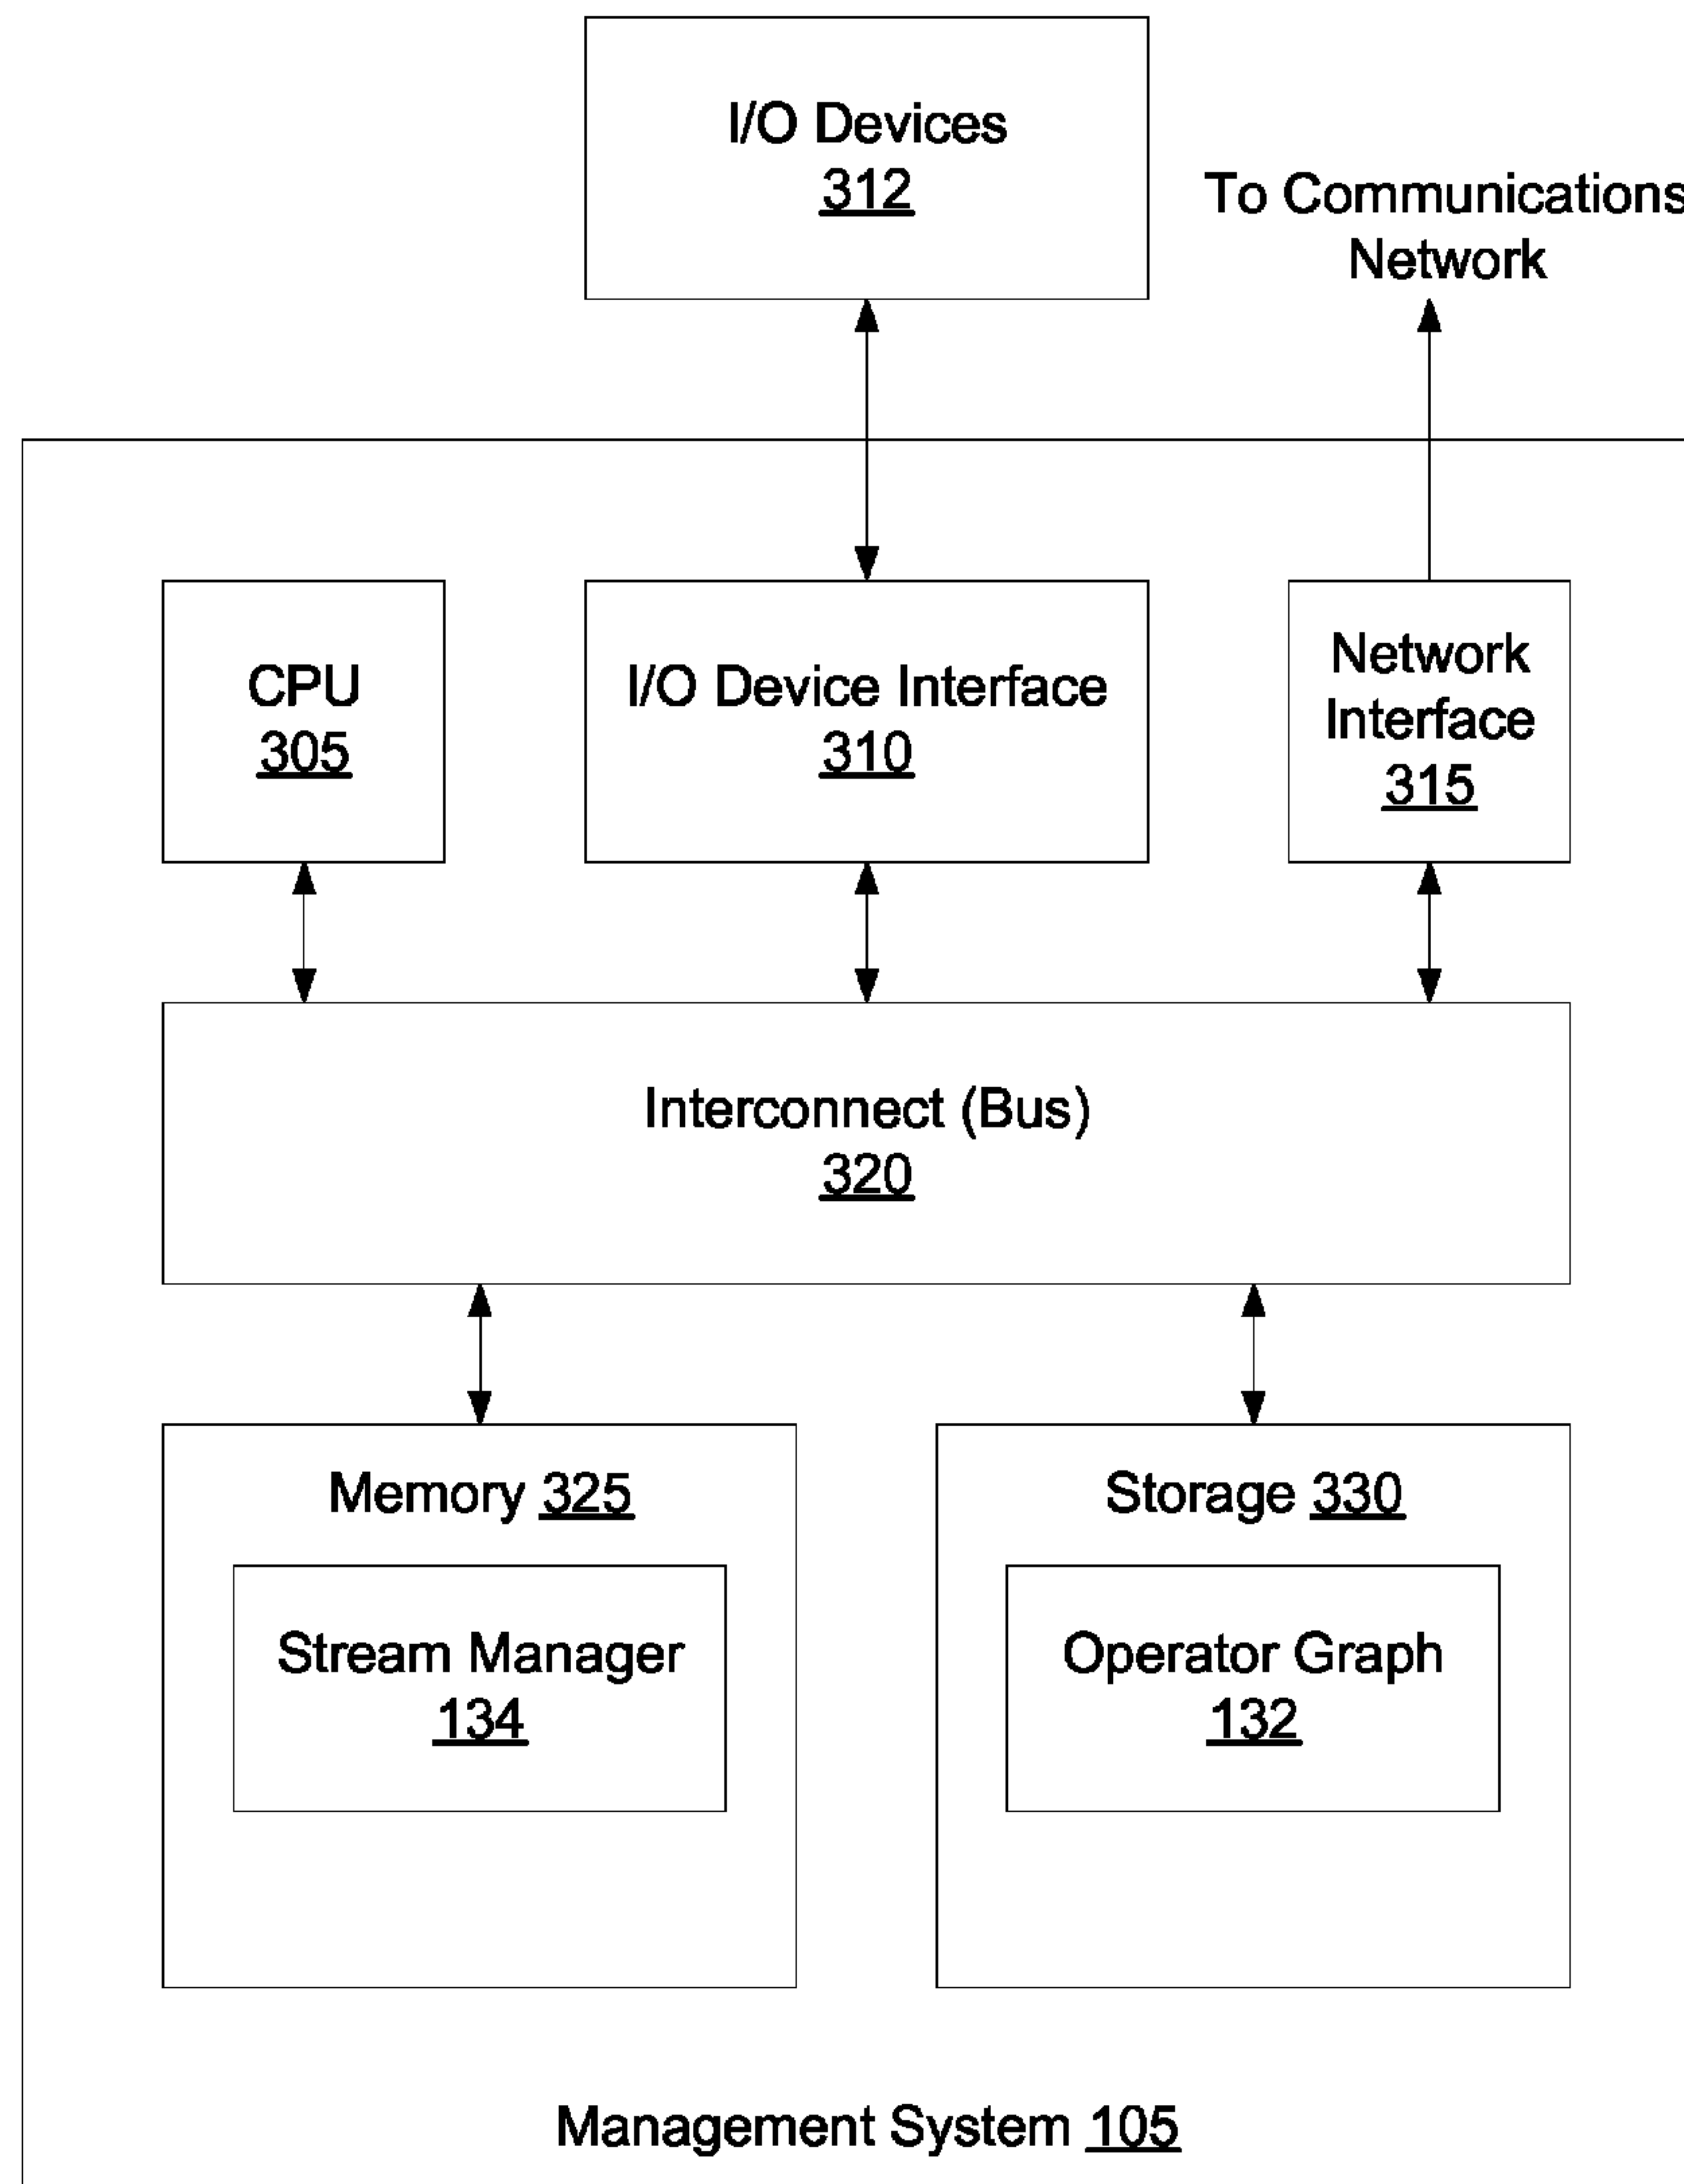 I/O Devices
312
To Communications
Network
CPU
305
I/O Device Interface
310
Network
Interface
315
Interconnect (Bus)
320
Memory 325
Storage 330
Stream Manager
134
Operator Graph
132
Management System 105